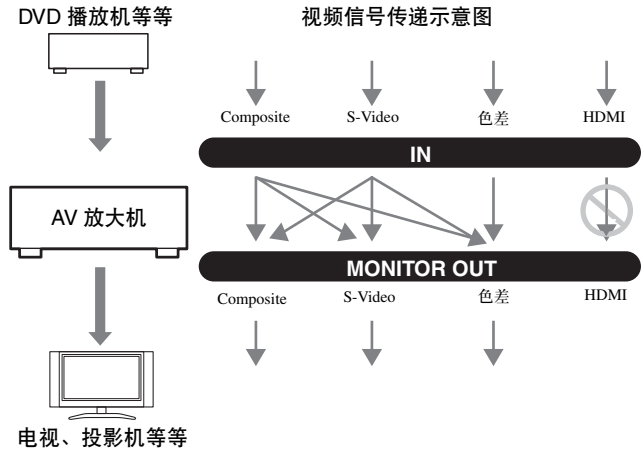 DVD 播放机等等
视频信号传递示意图
Composite S-Video 色差 HDMI
IN
AV 放大机
MONITOR OUT
Composite S-Video 色差 HDMI
电视、投影机等等